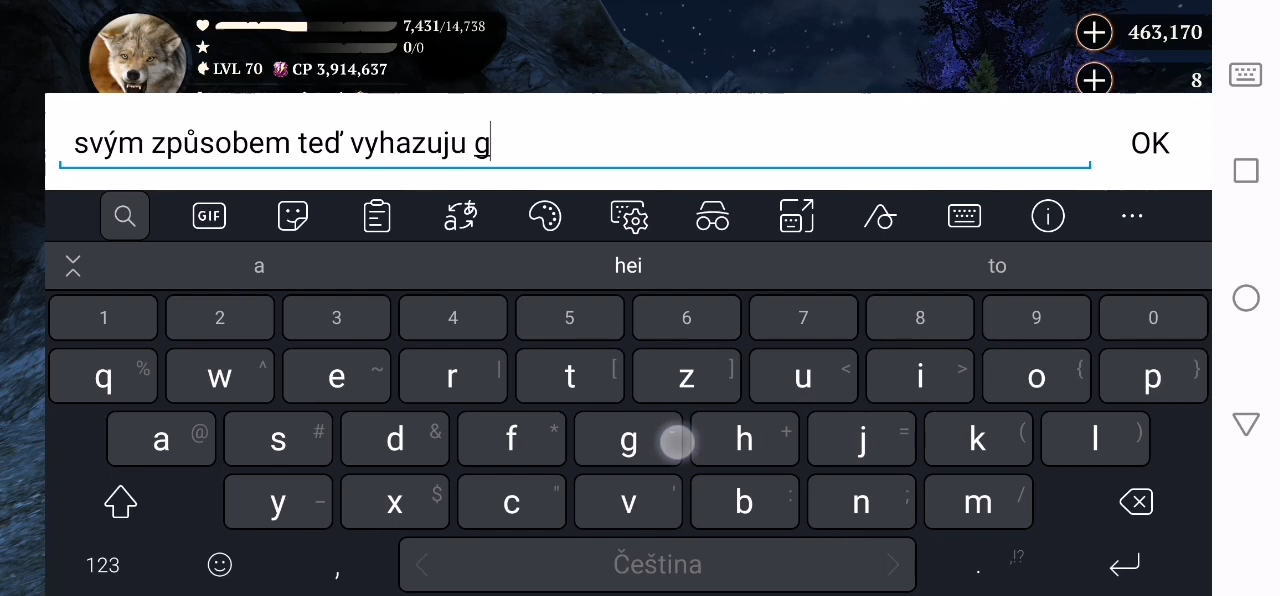 7,431/14,738
0/0
LVL 70 CP 3,914,637
463,170
8
svým způsobem teď vyhazuju g
OK
GIF
a hei to
1 2 3 4 5 6 7 8 9 0
q % w ^ e ~ r | t [ z ] u < i > o { p }
a @ s # d & f * g - h + j = k ( l )
y _ x $ c " v ' b : n ; m /
123 , < Čeština > . ,!?